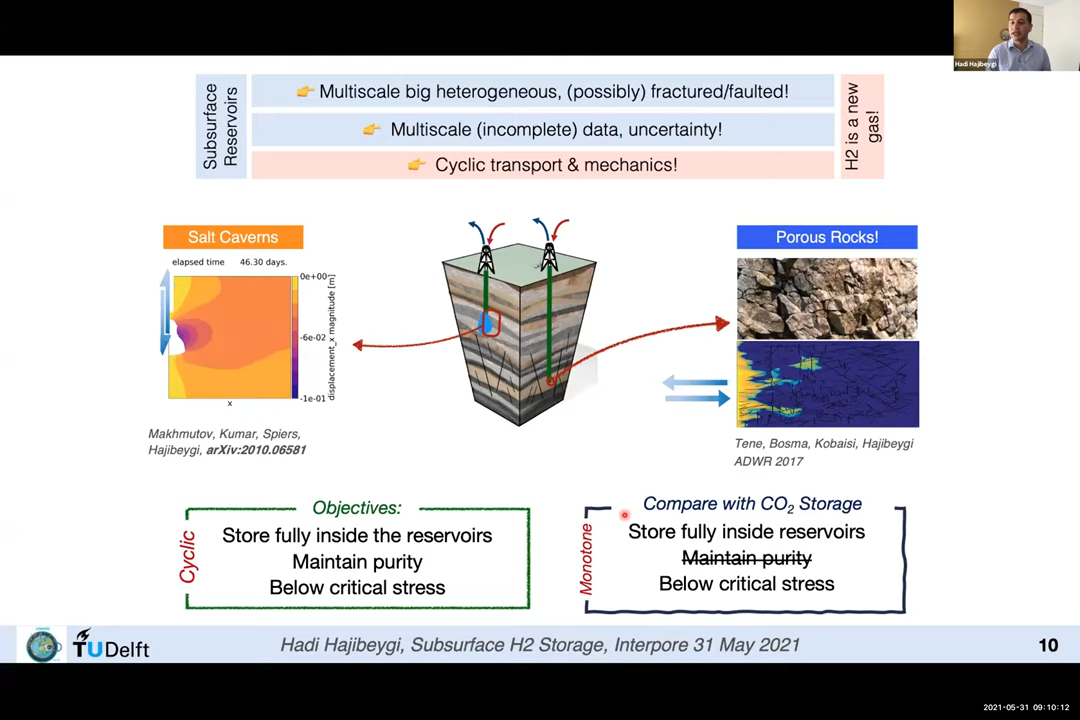 Hadi Hajibeygi
Subsurface
Reservoirs
👉 Multiscale big heterogeneous, (possibly) fractured/faulted!
👉 Multiscale (incomplete) data, uncertainty!
👉 Cyclic transport & mechanics!
H2 is a new
gas!
Salt Caverns
elapsed time 46.30 days.
0e+00
-6e-02
-1e-01
displacement_x magnitude [m]
x
Makhmutov, Kumar, Spiers,
Hajibeygi, arXiv:2010.06581
Porous Rocks!
Tene, Bosma, Kobaisi, Hajibeygi
ADWR 2017
Objectives:
Cyclic
Store fully inside the reservoirs
Maintain purity
Below critical stress
Compare with CO₂ Storage
Monotone
Store fully inside reservoirs
Maintain purity
Below critical stress
TUDelft
Hadi Hajibeygi, Subsurface H2 Storage, Interpore 31 May 2021
10
2021-05-31 09:10:12